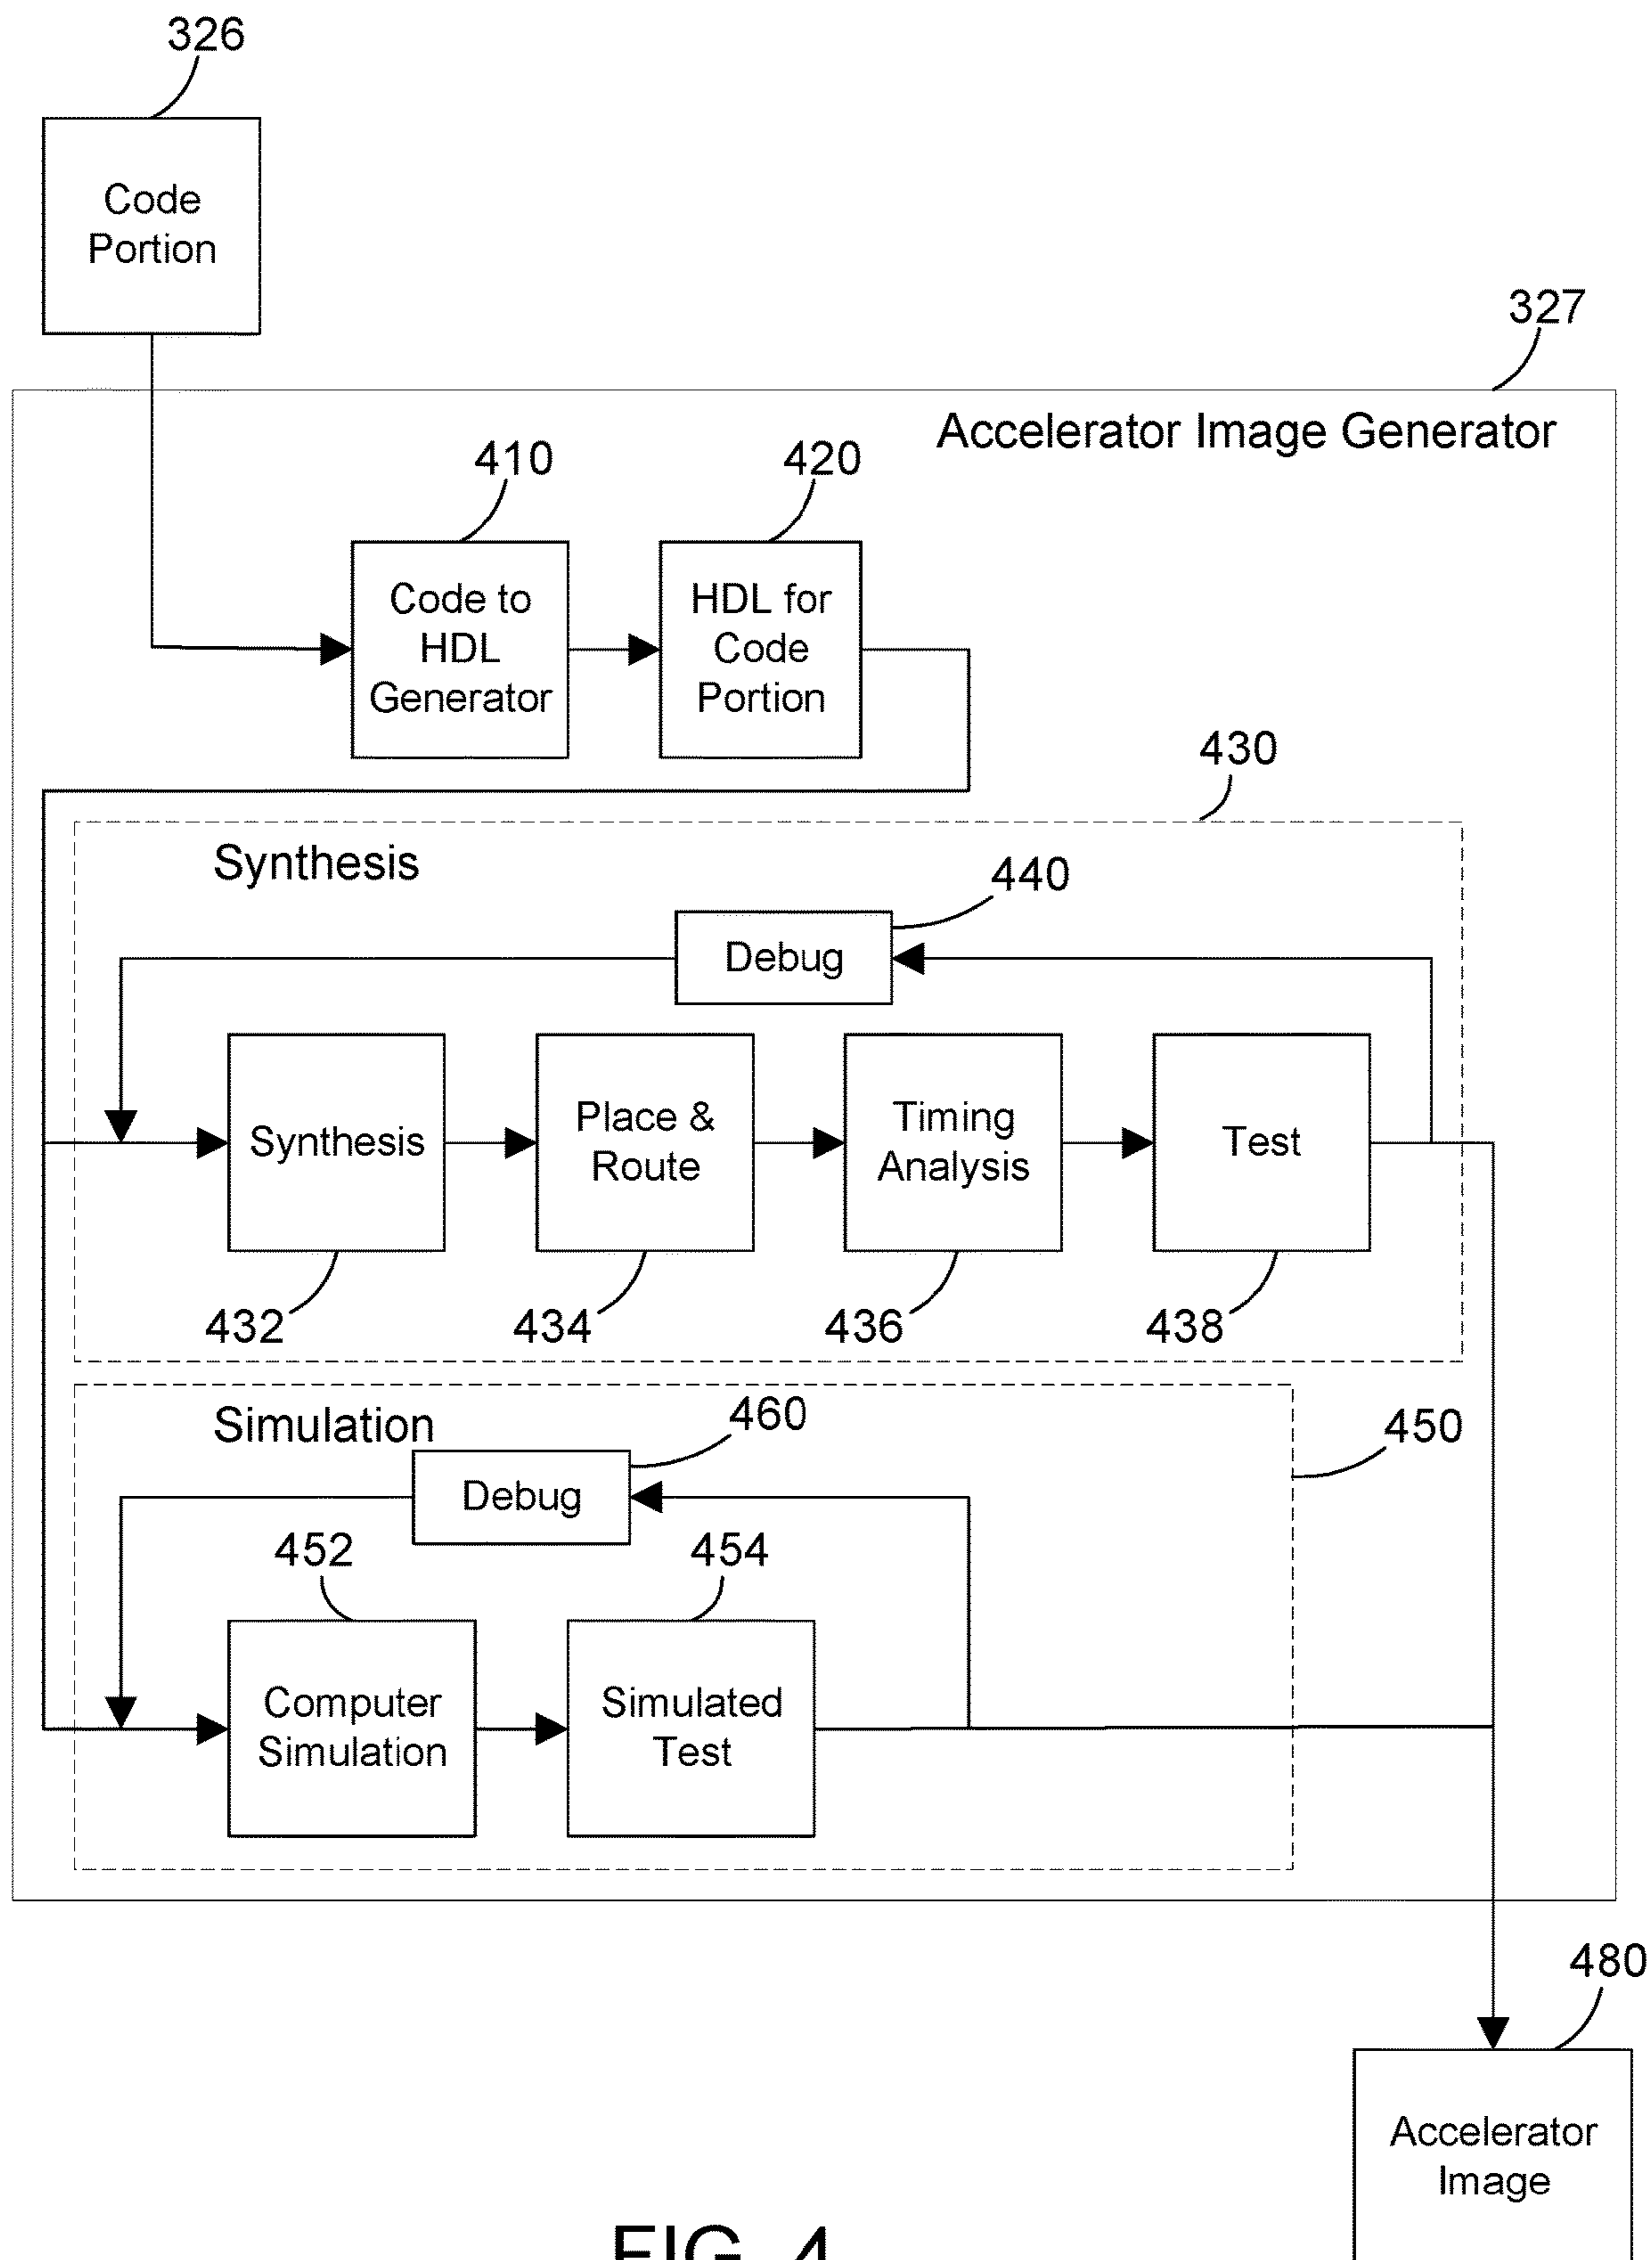 326
Code
Portion
327
Accelerator Image Generator
410
420
Code to
HDL
Generator
HDL for
Code
Portion
430
Synthesis
440
Debug
Synthesis
Place &
Route
Timing
Analysis
Test
432
434
436
438
Simulation
460
450
Debug
452
454
Computer
Simulation
Simulated
Test
480
Accelerator
Image
FIG. 4